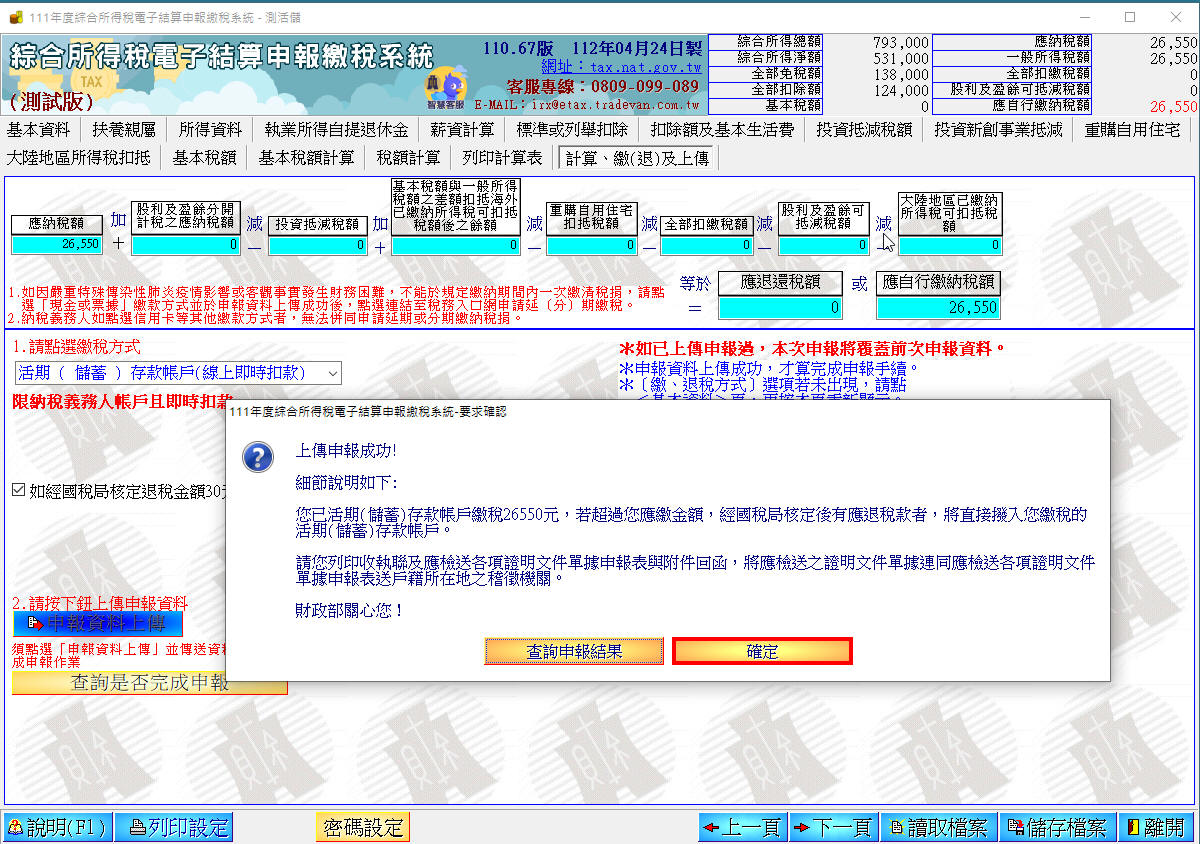 111年度綜合所得稅電子結算申報繳稅系統 - 測活儲
綜合所得稅電子結算申報繳稅系統
TAX
(測試版)
110.67版 112年04月24日製
網址：tax.nat.gov.tw
客服專線：0809-099-089
E-MAIL：irx@etax.tradevan.com.tw
智慧客服
綜合所得總額 793,000 應納稅額 26,550
綜合所得淨額 531,000 一般所得稅額 26,550
全部免稅額 138,000 全部扣繳稅額 0
全部扣除額 124,000 股利及盈餘可抵減稅額 0
基本稅額 0 應自行繳納稅額 26,550
基本資料 扶養親屬 所得資料 執業所得自提退休金 薪資計算 標準或列舉扣除 扣除額及基本生活費 投資抵減稅額 投資新創事業抵減 重購自用住宅
大陸地區所得稅扣抵 基本稅額 基本稅額計算 稅額計算 列印計算表 計算、繳(退)及上傳
應納稅額
26,550
加
＋
股利及盈餘分開
計稅之應納稅額
0
減
－
投資抵減稅額
0
加
＋
基本稅額與一般所得
稅額之差額扣抵海外
已繳納所得稅可扣抵
稅額後之餘額
0
減
－
重購自用住宅
扣抵稅額
0
減
－
全部扣繳稅額
0
減
－
股利及盈餘可
抵減稅額
0
減
－
大陸地區已繳納
所得稅可扣抵稅
額
0
等於
＝
應退還稅額
0
或
應自行繳納稅額
26,550
1.如因嚴重特殊傳染性肺炎疫情影響或客觀事實發生財務困難，不能於規定繳納期間內一次繳清稅捐，請點
選「現金或票據」繳款方式並於申報資料上傳成功後，點選連結至稅務入口網申請延（分）期繳稅。
2.納稅義務人如點選信用卡等其他繳款方式者，無法併同申請延期或分期繳納稅捐。
1.請點選繳稅方式
活期（ 儲蓄 ）存款帳戶(線上即時扣款)
限納稅義務人帳戶且即時扣款
＊如已上傳申報過，本次申報將覆蓋前次申報資料。
＊申報資料上傳成功，才算完成申報手續。
＊〔繳、退稅方式〕選項若未出現，請點
＜基本資料＞頁，再按本頁重新顯示。
如經國稅局核定退稅金額30元
2.請按下鈕上傳申報資料
申報資料上傳
須點選「申報資料上傳」並傳送資料
成申報作業
查詢是否完成申報
111年度綜合所得稅電子結算申報繳稅系統-要求確認
上傳申報成功!
細節說明如下:
您已活期(儲蓄)存款帳戶繳稅26550元，若超過您應繳金額，經國稅局核定後有應退稅款者，將直接撥入您繳稅的
活期(儲蓄)存款帳戶。
請您列印收執聯及應檢送各項證明文件單據申報表與附件回函，將應檢送之證明文件單據連同應檢送各項證明文件
單據申報表送戶籍所在地之稽徵機關。
財政部關心您！
查詢申報結果
確定
說明(F1) 列印設定 密碼設定 上一頁 下一頁 讀取檔案 儲存檔案 離開